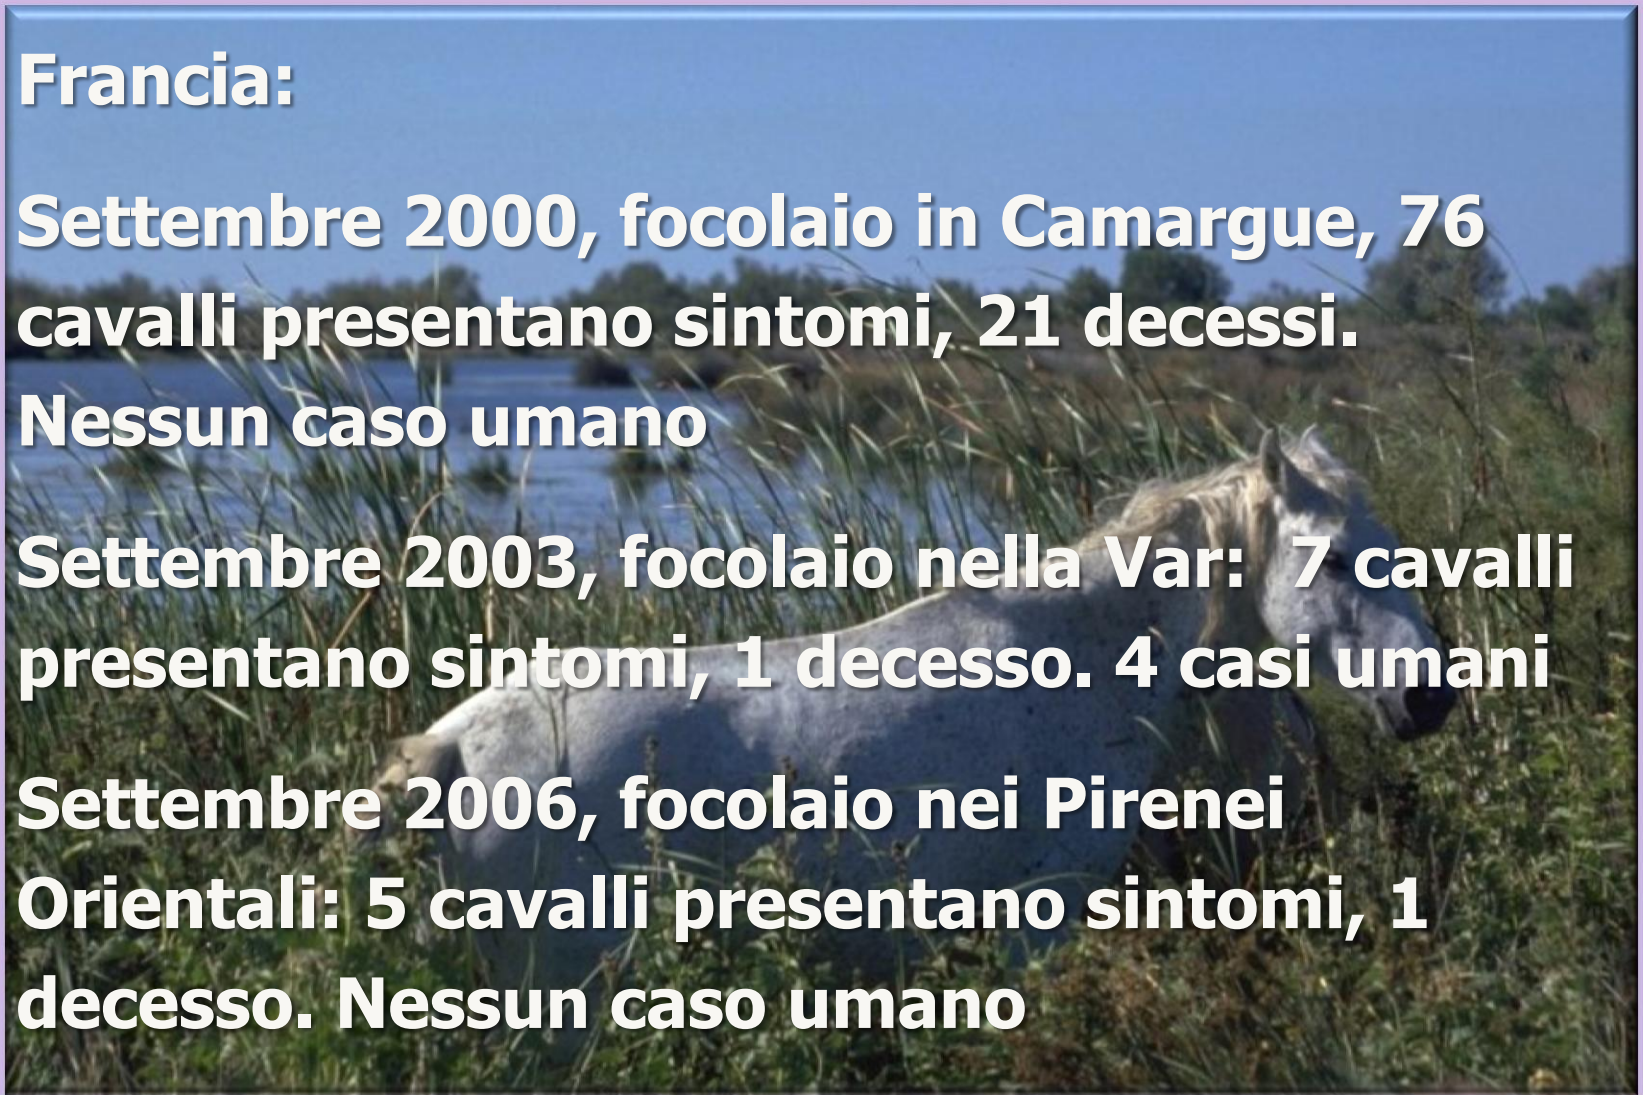 Francia:
Settembre 2000, focolaio in Camargue, 76
cavalli presentano sintomi, 21 decessi.
Nessun caso umano
Settembre 2003, focolaio nella Var:  7 cavalli
presentano sintomi, 1 decesso. 4 casi umani
Settembre 2006, focolaio nei Pirenei
Orientali: 5 cavalli presentano sintomi, 1
decesso. Nessun caso umano